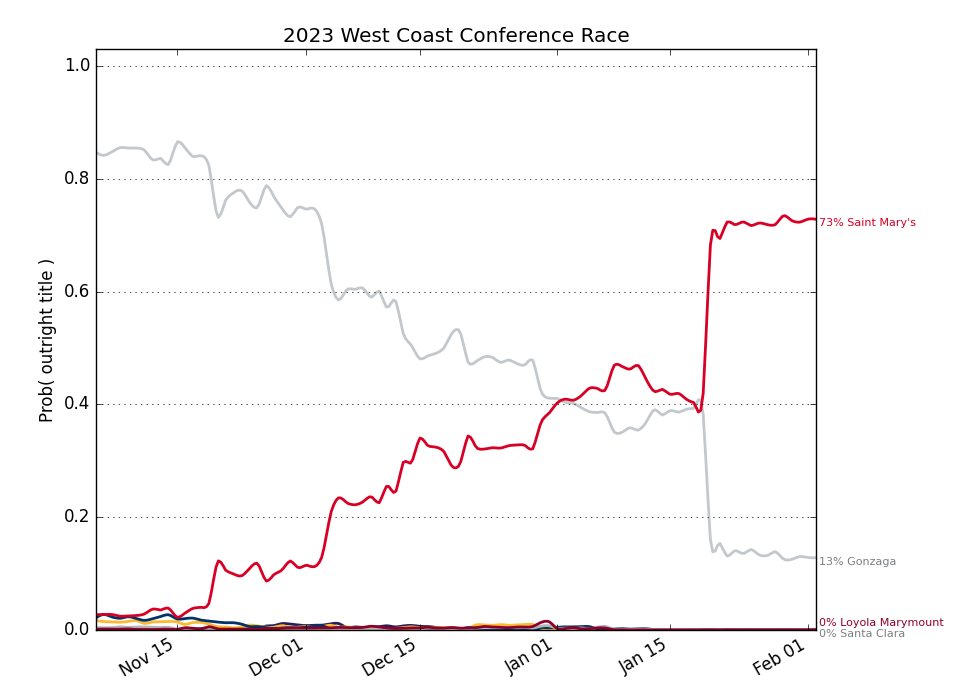 2023 West Coast Conference Race
Prob( outright title )
1.0
0.8
0.6
0.4
0.2
0.0
Nov 15
Dec 01
Dec 15
Jan 01
Jan 15
Feb 01
73% Saint Mary's
13% Gonzaga
0% Loyola Marymount
0% Santa Clara